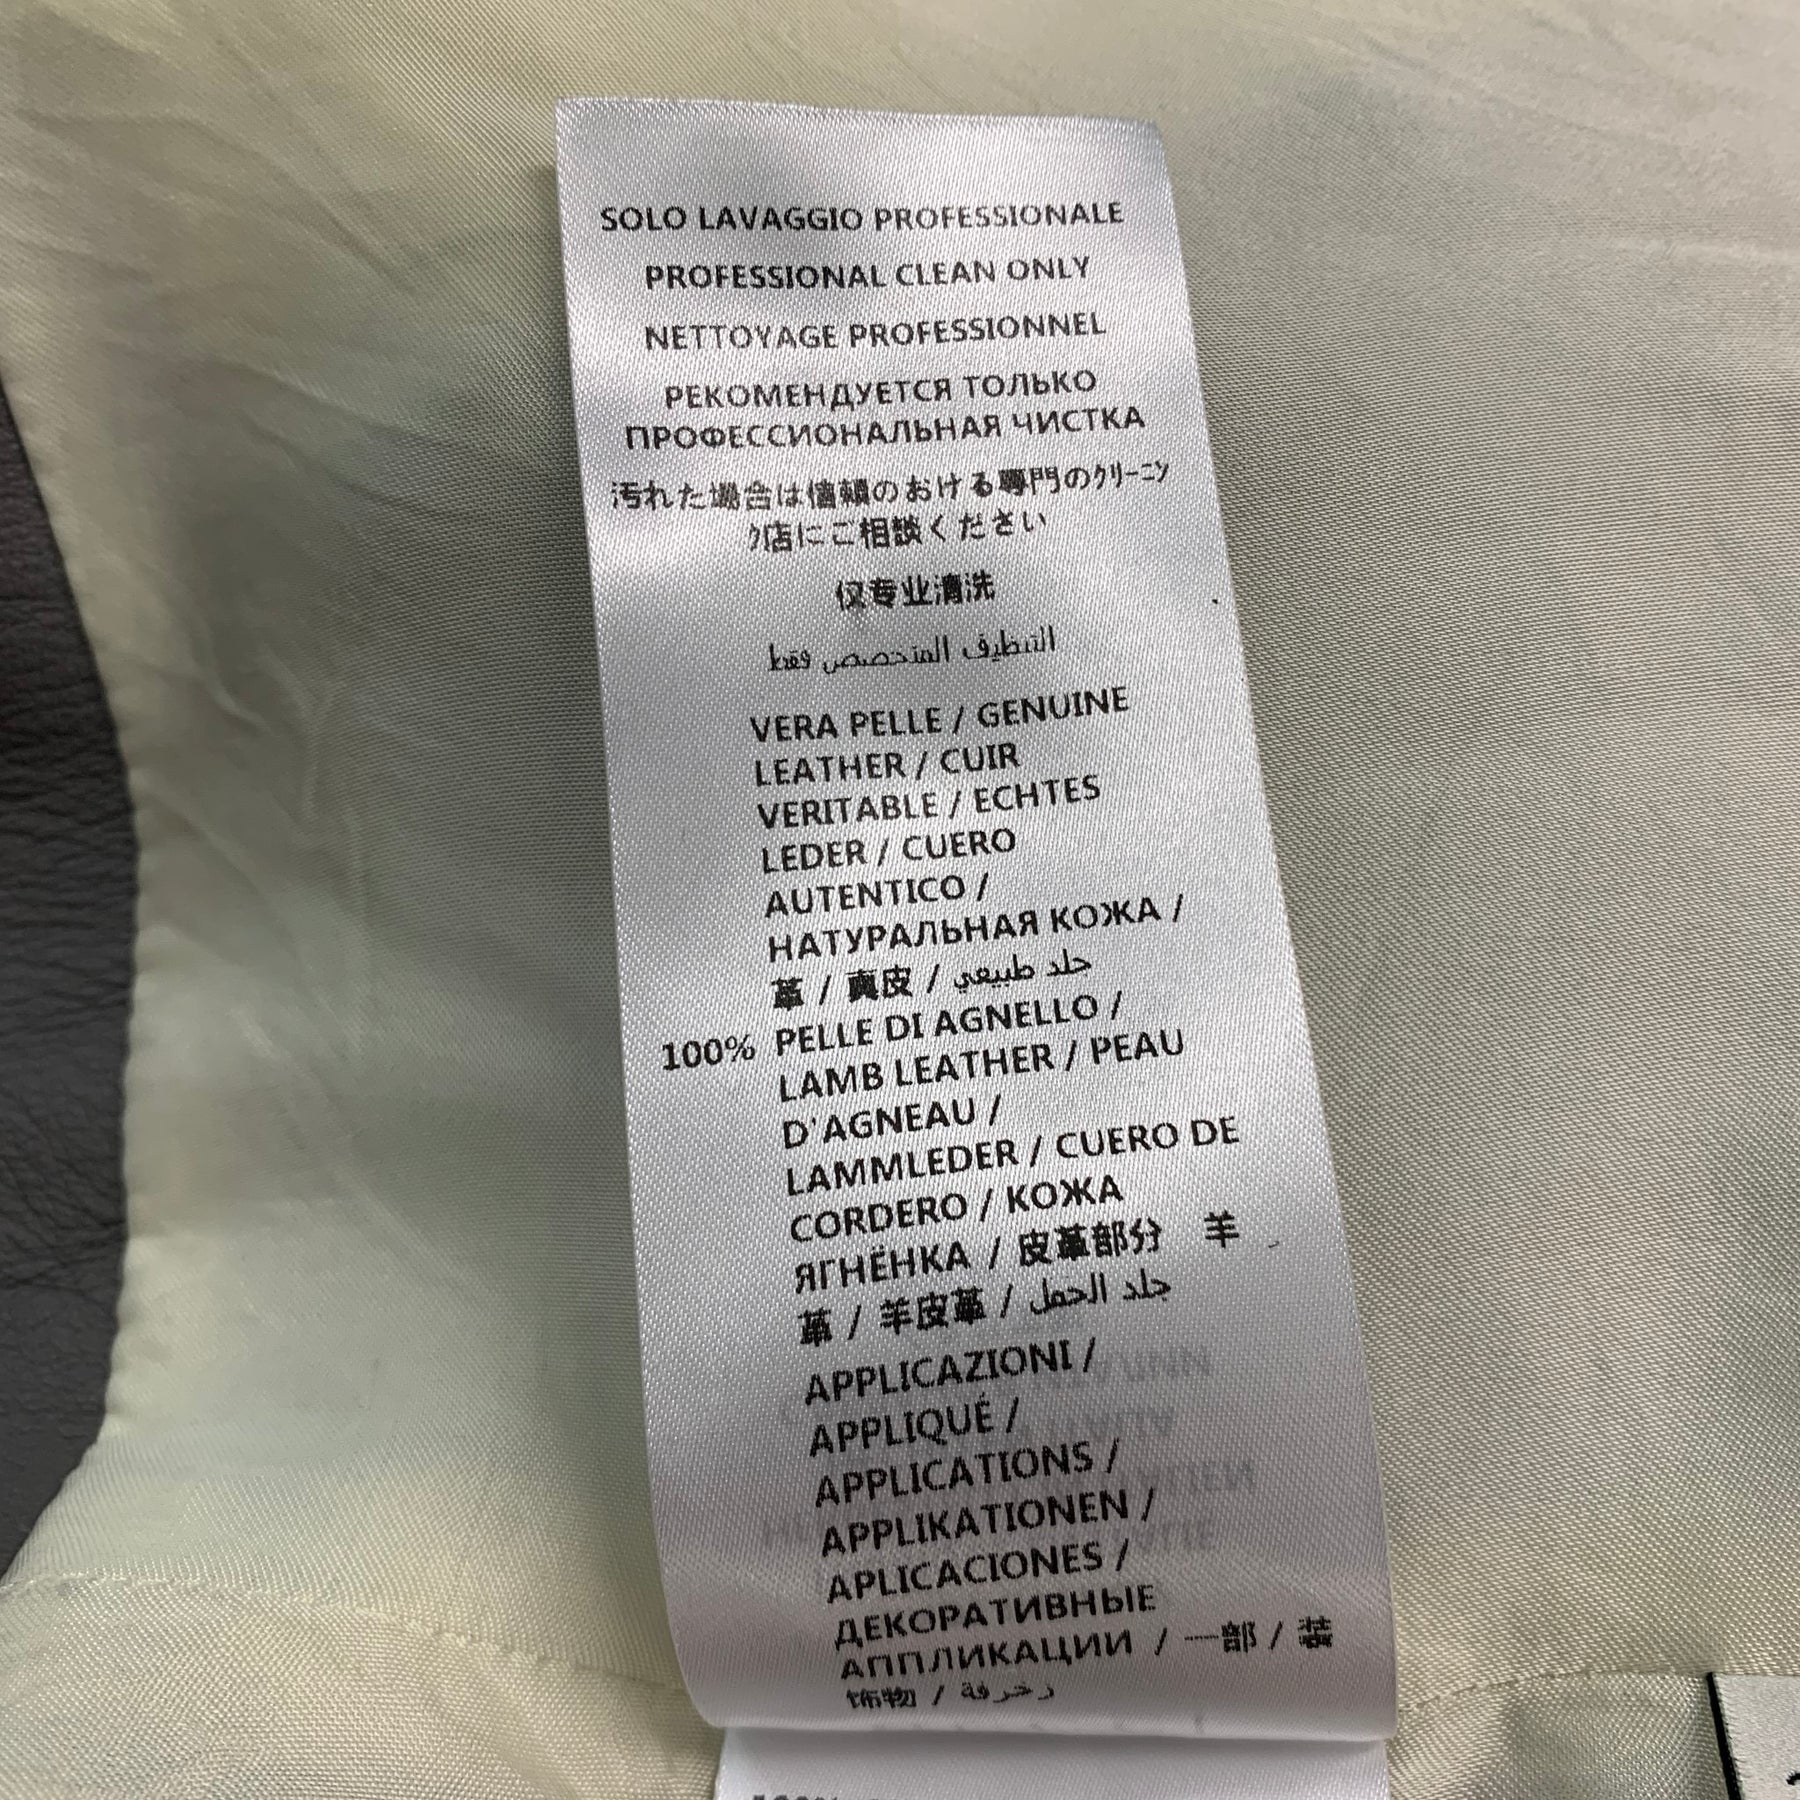 SOLO LAVAGGIO PROFESSIONALE
PROFESSIONAL CLEAN ONLY
NETTOYAGE PROFESSIONNEL
РЕКОМЕНДУЕТСЯ ТОЛЬКО
ПРОФЕССИОНАЛЬНАЯ ЧИСТКА
汚れた場合は信頼のおける専門のｸﾘｰﾆﾝ
ｸ店にご相談ください
仅专业清洗
التنظيف المتخصص فقط
VERA PELLE / GENUINE
LEATHER / CUIR
VERITABLE / ECHTES
LEDER / CUERO
AUTENTICO /
НАТУРАЛЬНАЯ КОЖА /
革 / 真皮 / جلد طبيعي
100% PELLE DI AGNELLO /
LAMB LEATHER / PEAU
D'AGNEAU /
LAMMLEDER / CUERO DE
CORDERO / КОЖА
ЯГНЁНКА / 皮革部分 羊
革 / 羊皮革 / جلد الحمل
APPLICAZIONI /
APPLIQUÉ /
APPLICATIONS /
APPLIKATIONEN /
APLICACIONES /
ДЕКОРАТИВНЫЕ
АППЛИКАЦИИ / 一部 / 装
饰物 / زخرفة